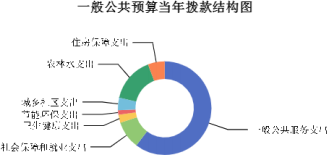 一般公共预算当年拨款结构图
住房保障支出
农林水支出
城乡社区支出
节能环保支出
卫生健康支出
社会保障和就业支出
一般公共服务支出